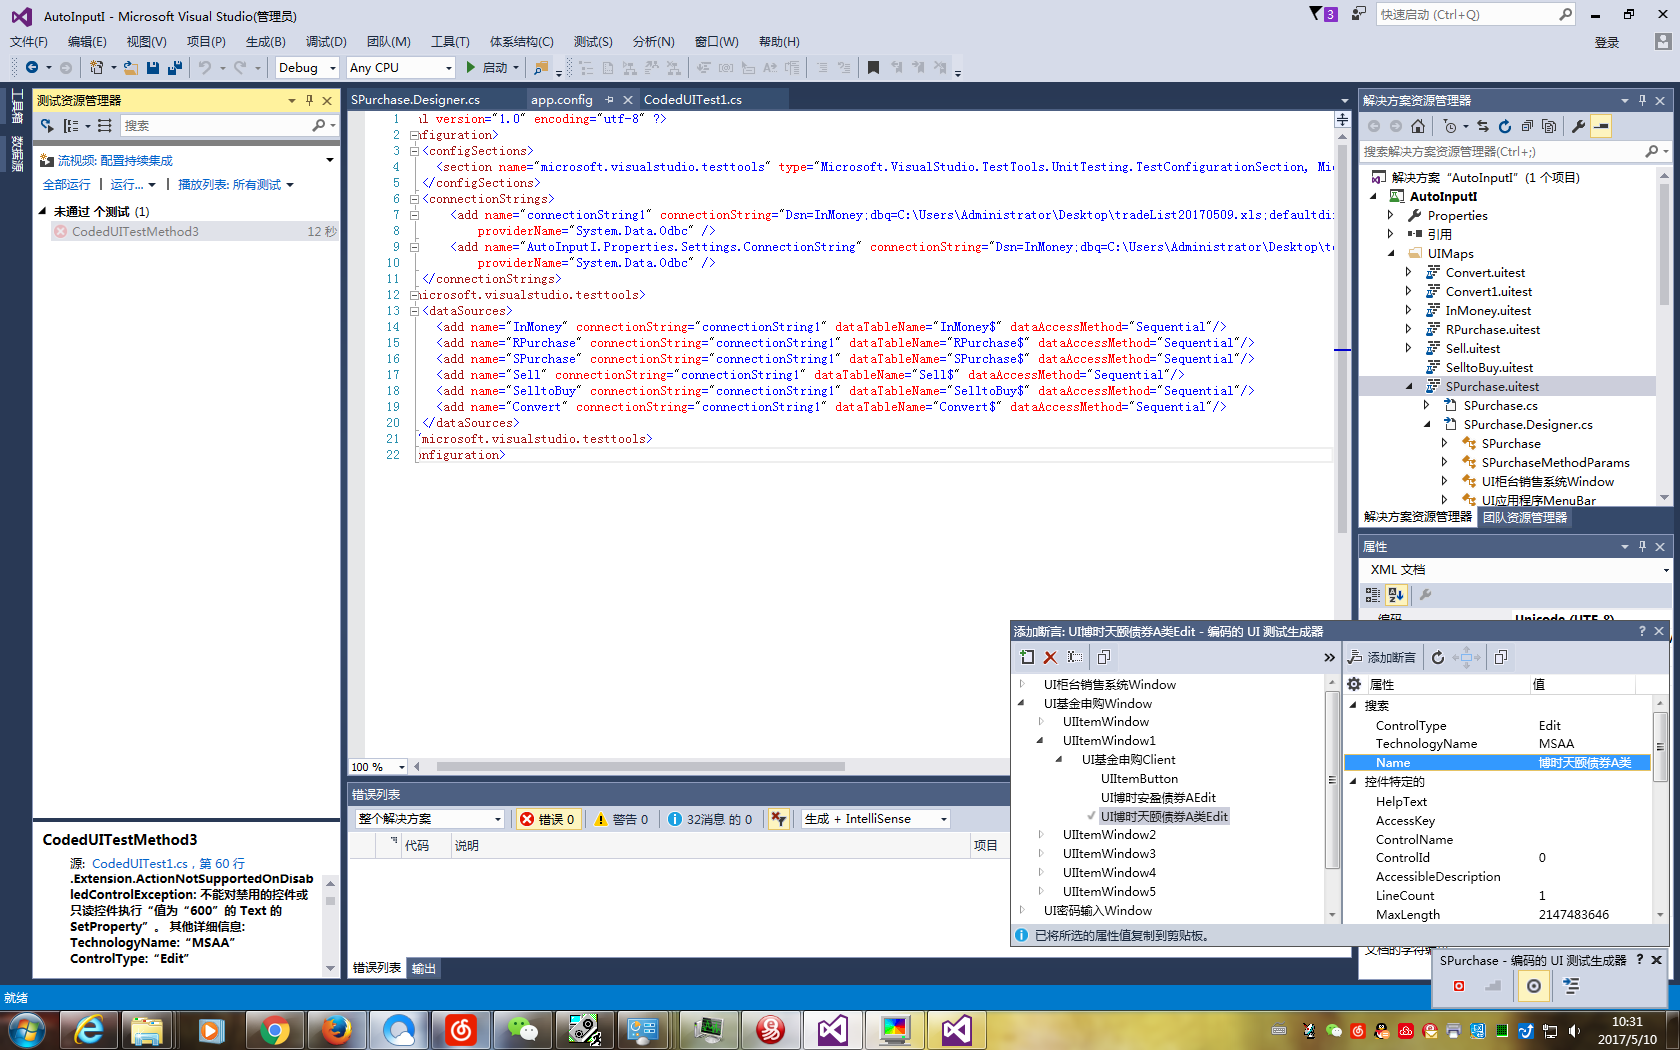 AutoInputI - Microsoft Visual Studio(管理员)
3
快速启动 (Ctrl+Q)
文件(F) 编辑(E) 视图(V) 项目(P) 生成(B) 调试(D) 团队(M) 工具(T) 体系结构(C) 测试(S) 分析(N) 窗口(W) 帮助(H)
登录
Debug Any CPU 启动
工具箱
数据源
测试资源管理器
搜索
流视频: 配置持续集成
全部运行 | 运行... | 播放列表: 所有测试
未通过 个测试 (1)
CodedUITestMethod3 12 秒
CodedUITestMethod3
源: CodedUITest1.cs，第 60 行
.Extension.ActionNotSupportedOnDisab
ledControlException: 不能对禁用的控件或
只读控件执行“值为“600”的 Text 的
SetProperty”。 其他详细信息:
TechnologyName:“MSAA”
ControlType:“Edit”
SPurchase.Designer.cs app.config CodedUITest1.cs
1 l version="1.0" encoding="utf-8" ?>
2 nfiguration>
3 <configSections>
4 <section name="microsoft.visualstudio.testtools" type="Microsoft.VisualStudio.TestTools.UnitTesting.TestConfigurationSection, Mi
5 </configSections>
6 <connectionStrings>
7 <add name="connectionString1" connectionString="Dsn=InMoney;dbq=C:\Users\Administrator\Desktop\tradeList20170509.xls;defaultdi
8 providerName="System.Data.Odbc" />
9 <add name="AutoInputI.Properties.Settings.ConnectionString" connectionString="Dsn=InMoney;dbq=C:\Users\Administrator\Desktop\t
10 providerName="System.Data.Odbc" />
11 </connectionStrings>
12 microsoft.visualstudio.testtools>
13 <dataSources>
14 <add name="InMoney" connectionString="connectionString1" dataTableName="InMoney$" dataAccessMethod="Sequential"/>
15 <add name="RPurchase" connectionString="connectionString1" dataTableName="RPurchase$" dataAccessMethod="Sequential"/>
16 <add name="SPurchase" connectionString="connectionString1" dataTableName="SPurchase$" dataAccessMethod="Sequential"/>
17 <add name="Sell" connectionString="connectionString1" dataTableName="Sell$" dataAccessMethod="Sequential"/>
18 <add name="SelltoBuy" connectionString="connectionString1" dataTableName="SelltoBuy$" dataAccessMethod="Sequential"/>
19 <add name="Convert" connectionString="connectionString1" dataTableName="Convert$" dataAccessMethod="Sequential"/>
20 </dataSources>
21 microsoft.visualstudio.testtools>
22 onfiguration>
100 %
错误列表
整个解决方案 错误 0 警告 0 32消息 的 0 生成 + IntelliSense
代码 说明 项目
错误列表 输出
解决方案资源管理器
搜索解决方案资源管理器(Ctrl+;)
解决方案“AutoInputI”(1 个项目)
AutoInputI
Properties
引用
UIMaps
Convert.uitest
Convert1.uitest
InMoney.uitest
RPurchase.uitest
Sell.uitest
SelltoBuy.uitest
SPurchase.uitest
SPurchase.cs
SPurchase.Designer.cs
SPurchase
SPurchaseMethodParams
UI柜台销售系统Window
UI应用程序MenuBar
解决方案资源管理器 团队资源管理器
属性
XML 文档
编码 Unicode (UTF-8)
添加断言: UI博时天颐债券A类Edit - 编码的 UI 测试生成器
添加断言
UI柜台销售系统Window
UI基金申购Window
UIItemWindow
UIItemWindow1
UI基金申购Client
UIItemButton
UI博时安盈债券AEdit
UI博时天颐债券A类Edit
UIItemWindow2
UIItemWindow3
UIItemWindow4
UIItemWindow5
UI密码输入Window
属性 值
搜索
ControlType Edit
TechnologyName MSAA
Name 博时天颐债券A类
控件特定的
HelpText
AccessKey
ControlName
ControlId 0
AccessibleDescription
LineCount 1
MaxLength 2147483646
已将所选的属性值复制到剪贴板。
SPurchase - 编码的 UI 测试生成器
就绪
10:31
2017/5/10